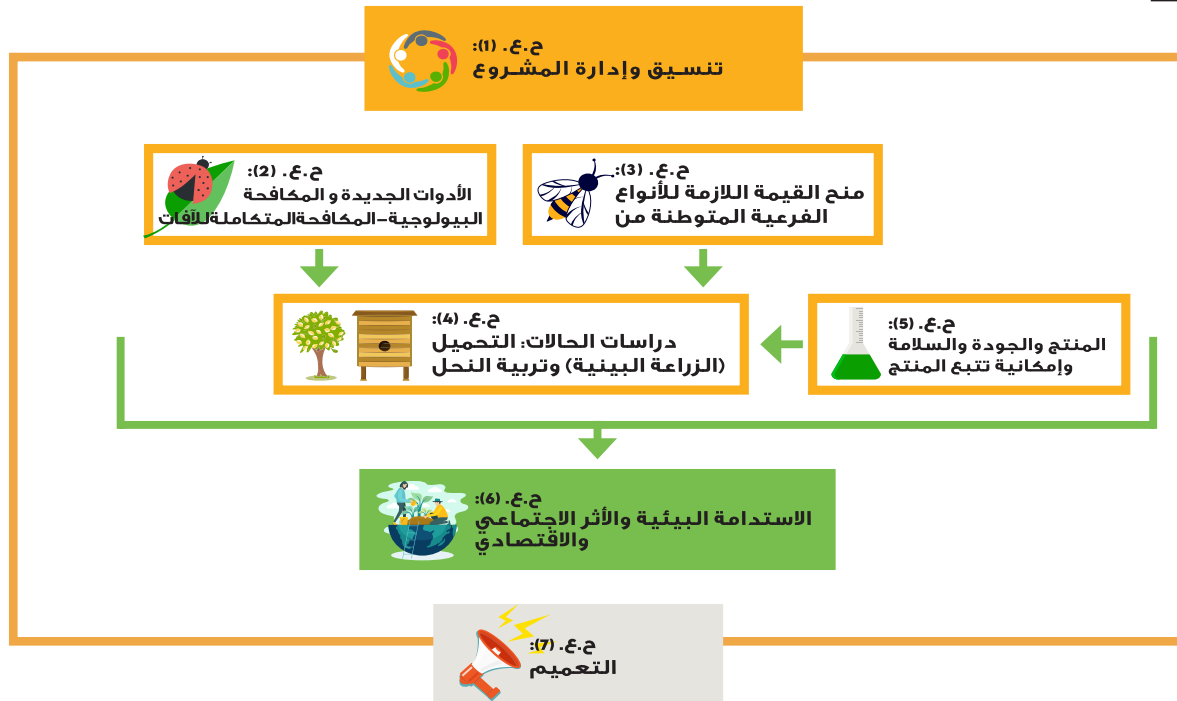 ح.ع. (1):
تنسيق وإدارة المشروع
ح.ع. (3):
منح القيمة اللازمة للأنواع
الفرعية المتوطنة من
ح.ع. (2):
الأدوات الجديدة و المكافحة
البيولوجية-المكافحةالمتكاملةللآفات
ح.ع. (5):
المنتج والجودة والسلامة
وإمكانية تتبع المنتج
ح.ع. (4):
دراسات الحالات: التحميل
(الزراعة البينية) وتربية النحل
ح.ع. (6):
الاستدامة البيئية والأثر الاجتماعي
والاقتصادي
ح.ع. (7):
التعميم